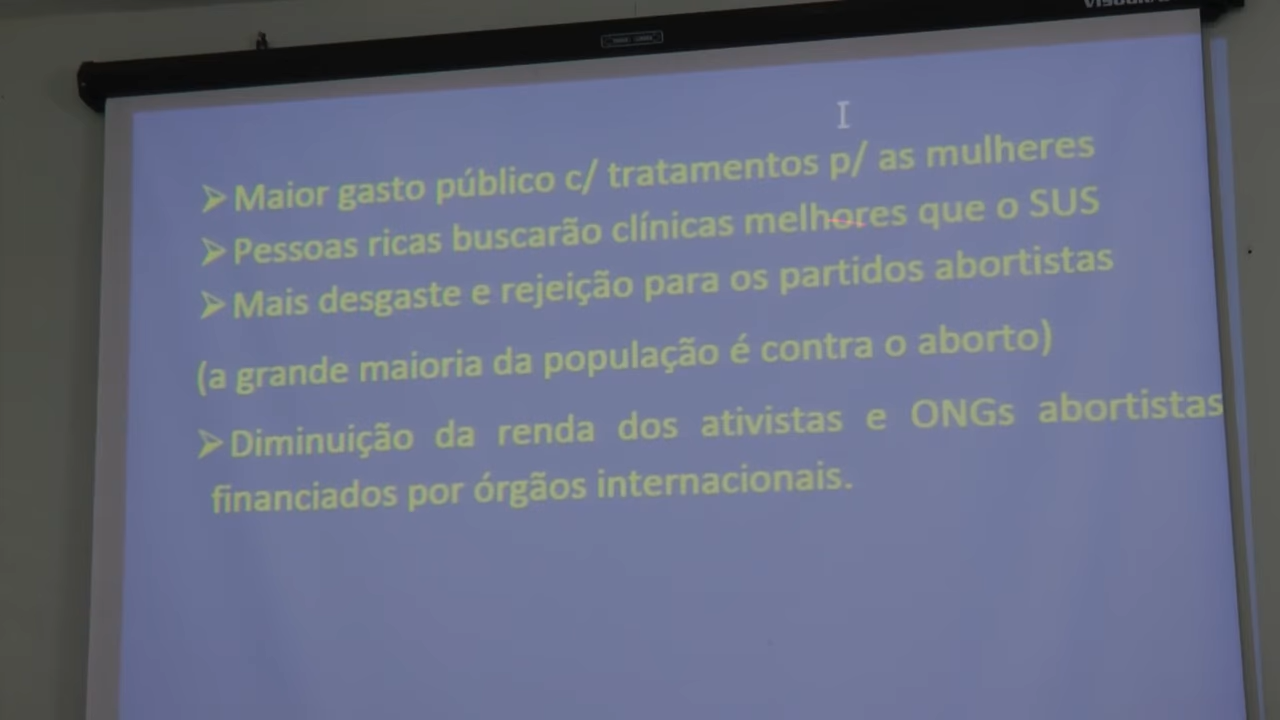 ➢Maior gasto público c/ tratamentos p/ as mulheres
➢Pessoas ricas buscarão clínicas melhores que o SUS
➢Mais desgaste e rejeição para os partidos abortistas
(a grande maioria da população é contra o aborto)
➢Diminuição da renda dos ativistas e ONGs abortistas
financiados por órgãos internacionais.